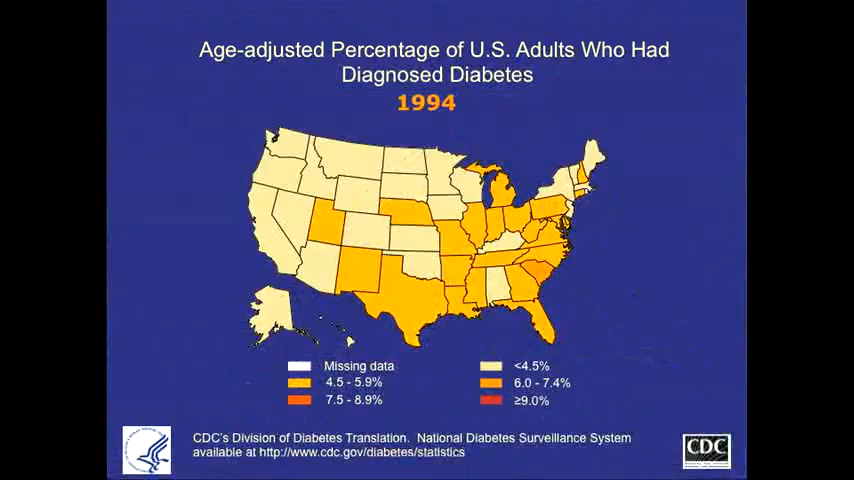 Age-adjusted Percentage of U.S. Adults Who Had
Diagnosed Diabetes
1994
Missing data
<4.5%
4.5 - 5.9%
6.0 - 7.4%
7.5 - 8.9%
≥9.0%
CDC's Division of Diabetes Translation. National Diabetes Surveillance System
available at http://www.cdc.gov/diabetes/statistics
CDC